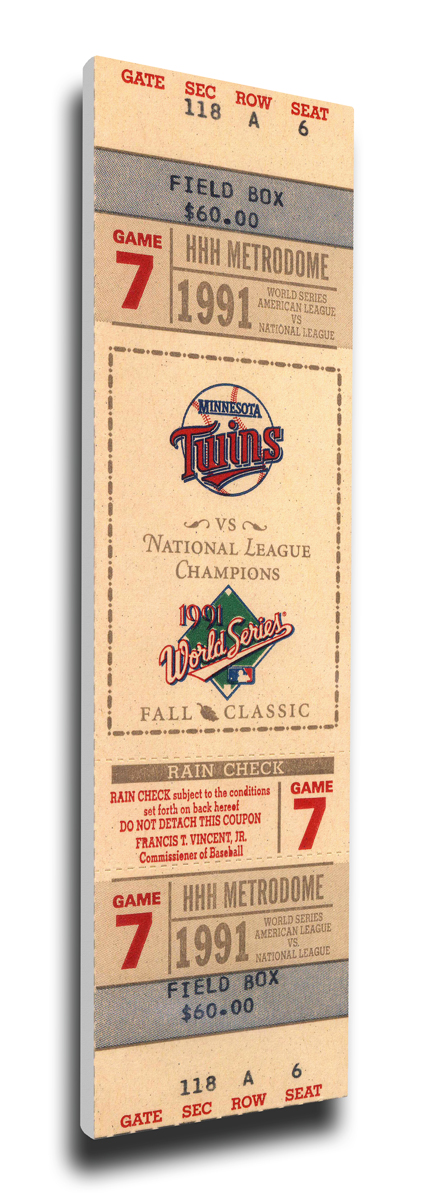 GATE SEC ROW SEAT
118 A 6
FIELD BOX
$60.00
GAME
7
HHH METRODOME
1991
WORLD SERIES
AMERICAN LEAGUE
VS
NATIONAL LEAGUE
MINNESOTA
Twins
VS
NATIONAL LEAGUE
CHAMPIONS
1991
World Series
FALL CLASSIC
RAIN CHECK
RAIN CHECK subject to the conditions
set forth on back hereof
DO NOT DETACH THIS COUPON
FRANCIS T. VINCENT, JR.
Commissioner of Baseball
GAME
7
GAME
7
HHH METRODOME
1991
WORLD SERIES
AMERICAN LEAGUE
VS.
NATIONAL LEAGUE
FIELD BOX
$60.00
118 A 6
GATE SEC ROW SEAT